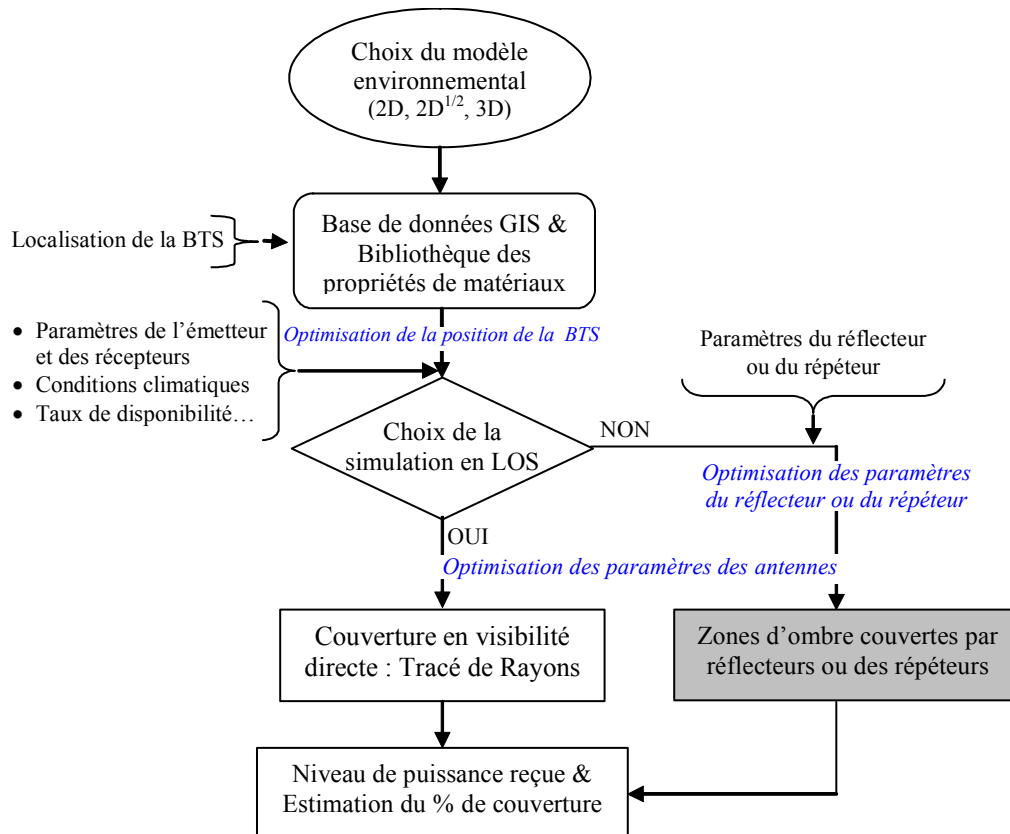 Choix du modèle
environnemental
(2D, 2D1/2, 3D)
Localisation de la BTS
Base de données GIS &
Bibliothèque des
propriétés de matériaux
• Paramètres de l’émetteur
et des récepteurs
• Conditions climatiques
• Taux de disponibilité…
Optimisation de la position de la BTS
Paramètres du réflecteur
ou du répéteur
Choix de la
simulation en LOS
NON
Optimisation des paramètres
du réflecteur ou du répéteur
OUI
Optimisation des paramètres des antennes
Couverture en visibilité
directe : Tracé de Rayons
Zones d’ombre couvertes par
réflecteurs ou des répéteurs
Niveau de puissance reçue &
Estimation du % de couverture